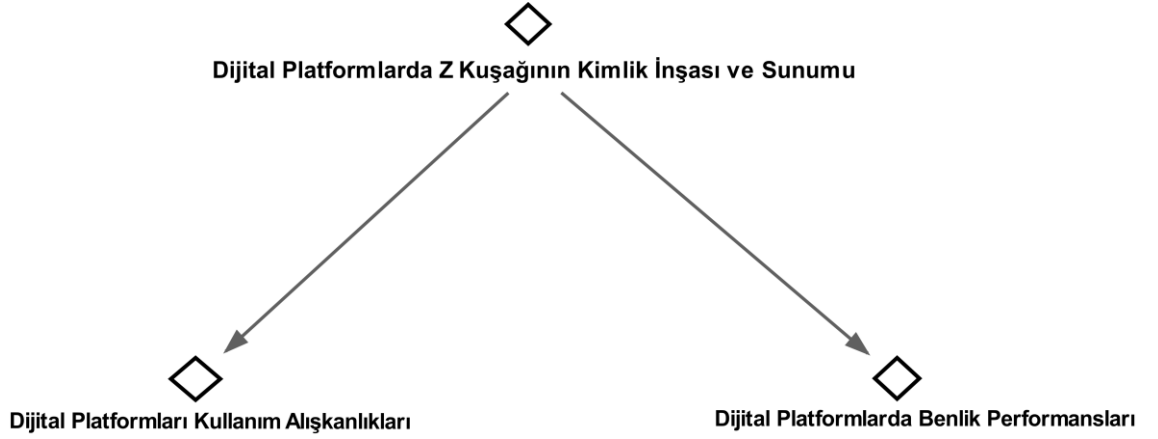 Dijital Platformlarda Z Kuşağının Kimlik İnşası ve Sunumu
Dijital Platformları Kullanım Alışkanlıkları
Dijital Platformlarda Benlik Performansları